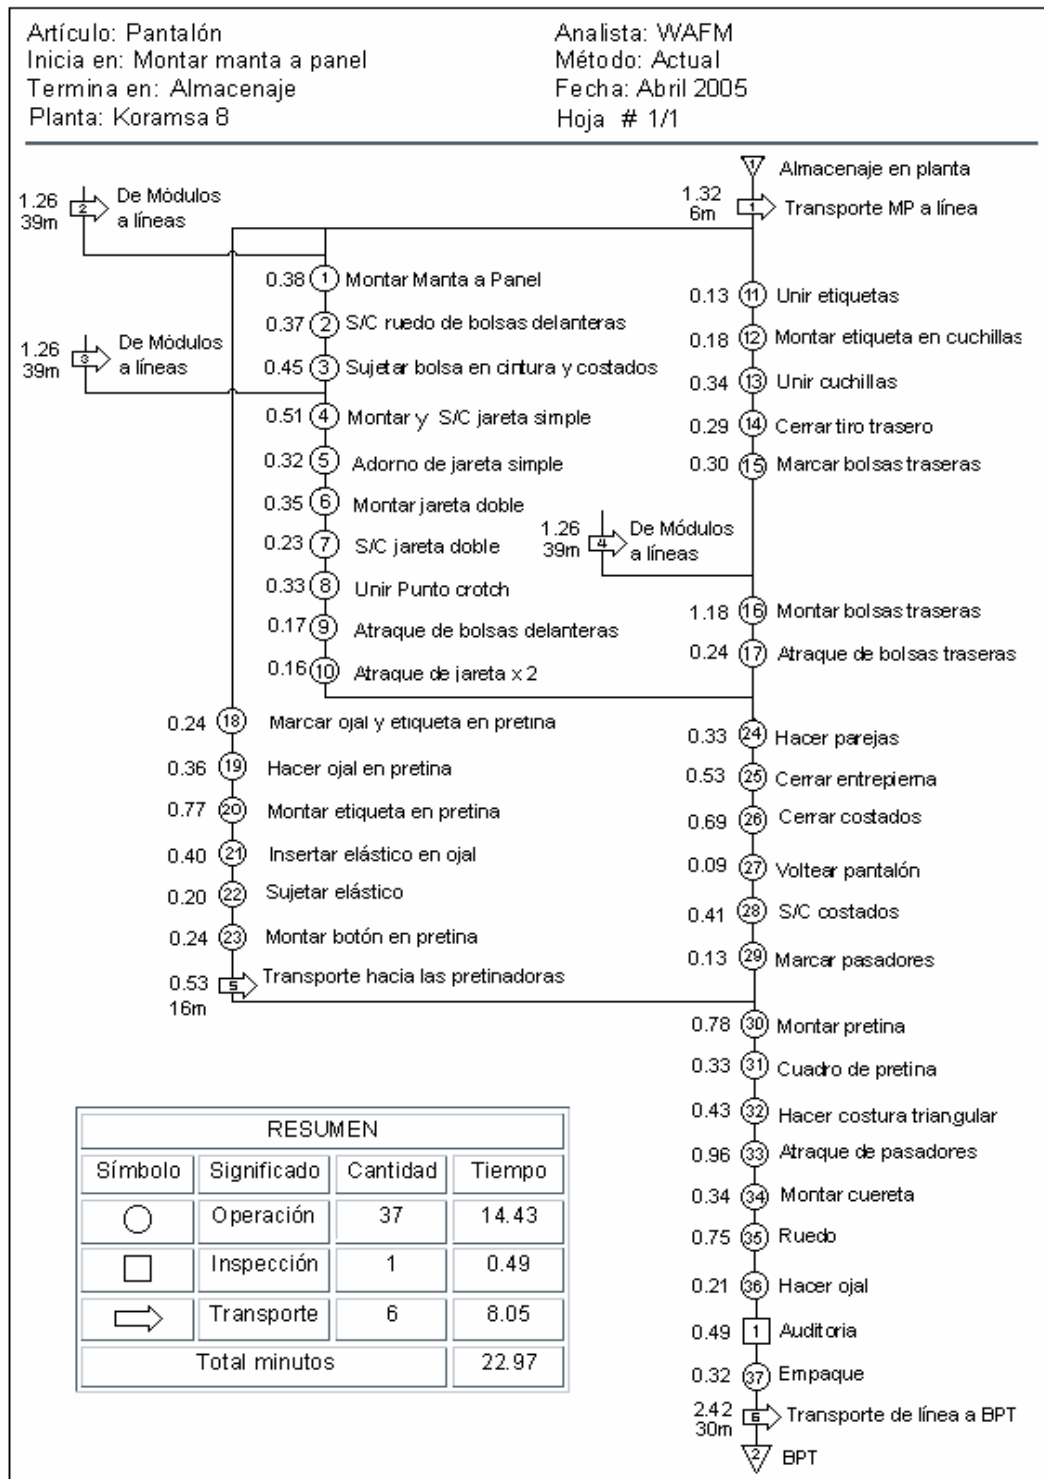 Artículo: Pantalón
Inicia en: Montar manta a panel
Termina en: Almacenaje
Planta: Koramsa 8
Analista: WAFM
Método: Actual
Fecha: Abril 2005
Hoja # 1/1
1 Almacenaje en planta
1.32
6m
1 Transporte MP a línea
1.26
39m
2 De Módulos
a líneas
0.38 1 Montar Manta a Panel
0.37 2 S/C ruedo de bolsas delanteras
0.45 3 Sujetar bolsa en cintura y costados
1.26
39m
3 De Módulos
a líneas
0.51 4 Montar y S/C jareta simple
0.32 5 Adorno de jareta simple
0.35 6 Montar jareta doble
0.23 7 S/C jareta doble
0.33 8 Unir Punto crotch
0.17 9 Atraque de bolsas delanteras
0.16 10 Atraque de jareta x 2
0.13 11 Unir etiquetas
0.18 12 Montar etiqueta en cuchillas
0.34 13 Unir cuchillas
0.29 14 Cerrar tiro trasero
0.30 15 Marcar bolsas traseras
1.26
39m
4 De Módulos
a líneas
1.18 16 Montar bolsas traseras
0.24 17 Atraque de bolsas traseras
0.24 18 Marcar ojal y etiqueta en pretina
0.36 19 Hacer ojal en pretina
0.77 20 Montar etiqueta en pretina
0.40 21 Insertar elástico en ojal
0.20 22 Sujetar elástico
0.24 23 Montar botón en pretina
0.53
16m
5 Transporte hacia las pretinadoras
0.33 24 Hacer parejas
0.53 25 Cerrar entrepierna
0.69 26 Cerrar costados
0.09 27 Voltear pantalón
0.41 28 S/C costados
0.13 29 Marcar pasadores
0.78 30 Montar pretina
0.33 31 Cuadro de pretina
0.43 32 Hacer costura triangular
0.96 33 Atraque de pasadores
0.34 34 Montar cuereta
0.75 35 Ruedo
0.21 36 Hacer ojal
0.49 1 Auditoria
0.32 37 Empaque
2.42
30m
6 Transporte de línea a BPT
2 BPT
RESUMEN
Símbolo Significado Cantidad Tiempo
Operación 37 14.43
Inspección 1 0.49
Transporte 6 8.05
Total minutos 22.97